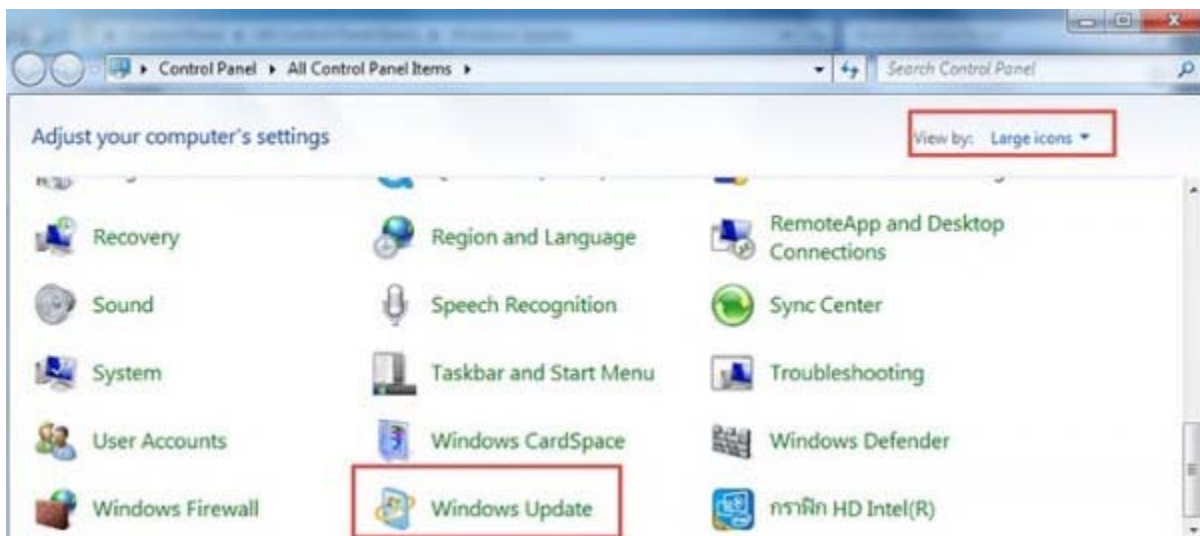 Control Panel ▸ All Control Panel Items ▸
Search Control Panel
Adjust your computer's settings
View by: Large icons
Recovery
Region and Language
RemoteApp and Desktop
Connections
Sound
Speech Recognition
Sync Center
System
Taskbar and Start Menu
Troubleshooting
User Accounts
Windows CardSpace
Windows Defender
Windows Firewall
Windows Update
กราฟิก HD Intel(R)